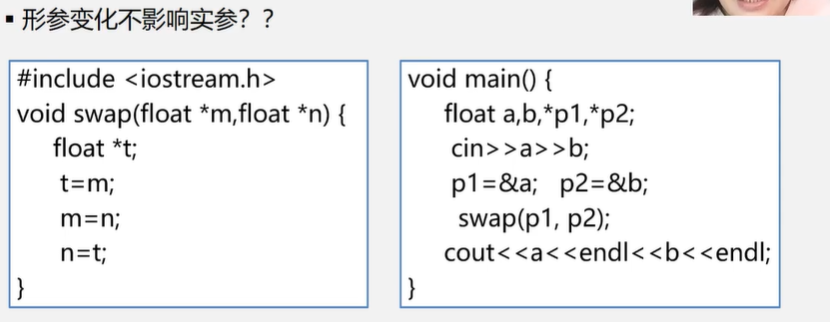 ▪ 形参变化不影响实参？？
#include <iostream.h>
void swap(float *m,float *n) {
float *t;
t=m;
m=n;
n=t;
}
void main() {
float a,b,*p1,*p2;
cin>>a>>b;
p1=&a; p2=&b;
swap(p1, p2);
cout<<a<<endl<<b<<endl;
}